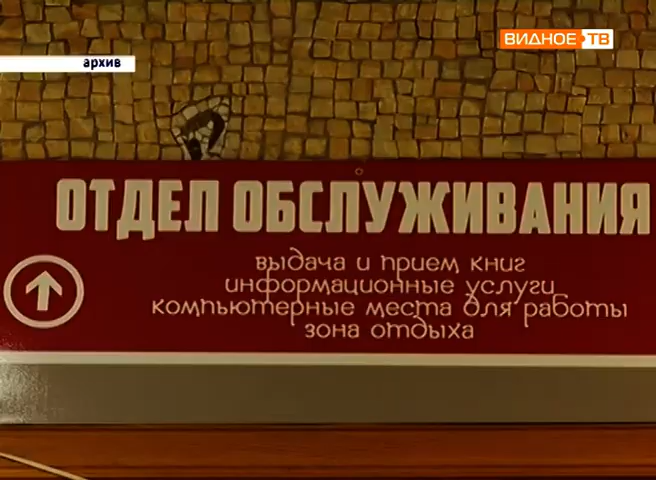 ВИДНОЕ ТВ
архив
ОТДЕЛ ОБСЛУЖИВАНИЯ
выдача и прием книг
информационные услуги
компьютерные места для работы
зона отдыха